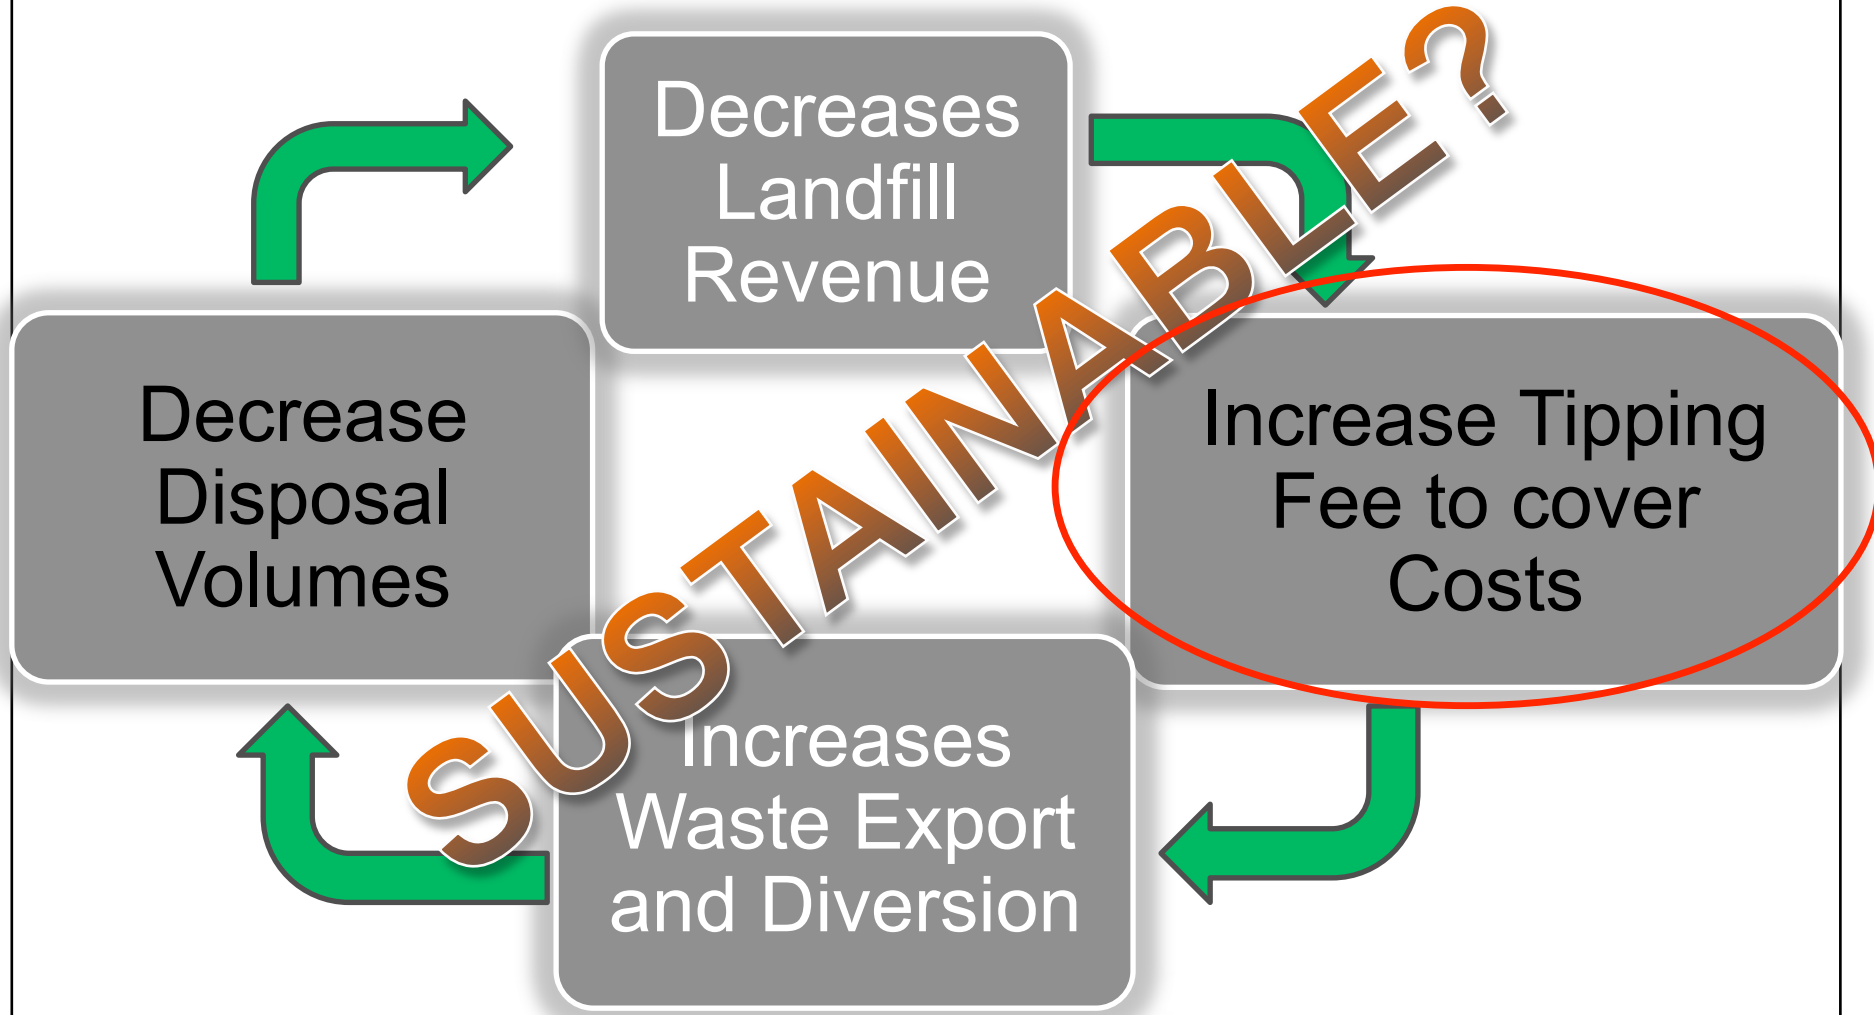 Decreases
Landfill
Revenue
SUSTAINABLE?
Decrease
Disposal
Volumes
Increase Tipping
Fee to cover
Costs
Increases
Waste Export
and Diversion